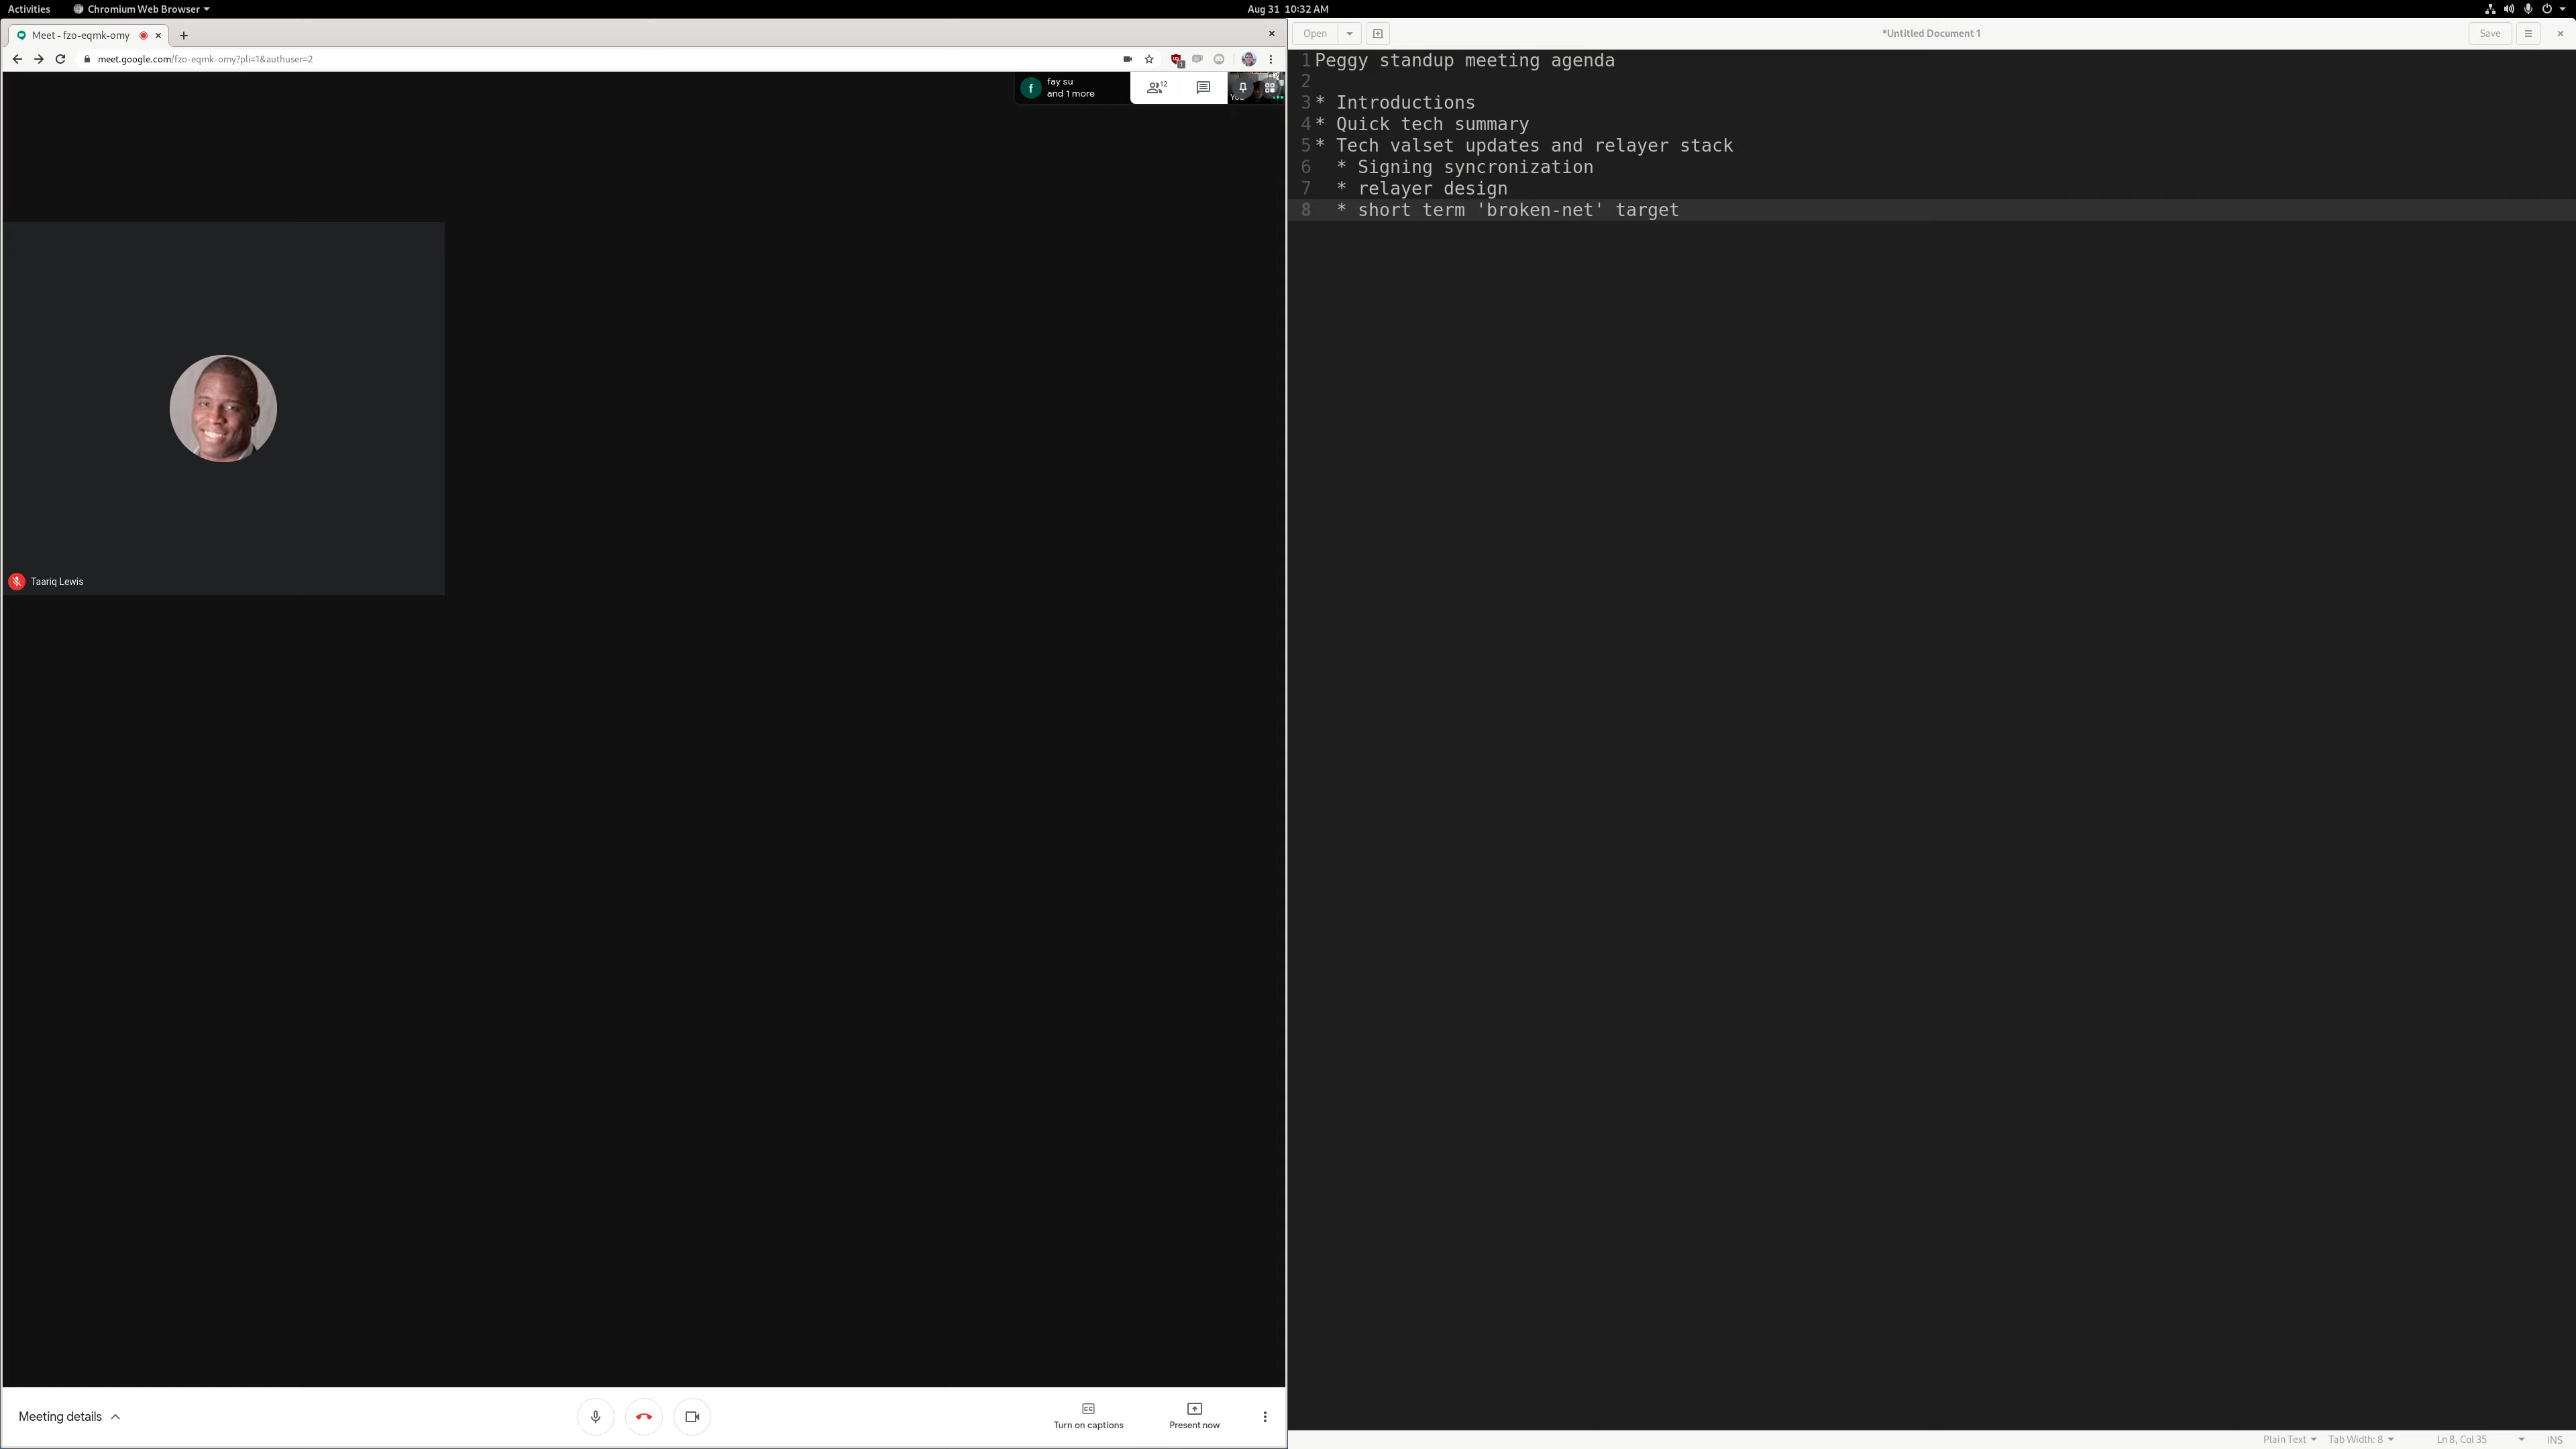 Activities
Chromium Web Browser
Aug 31 10:32 AM
Meet - fzo-eqmk-omy
meet.google.com/fzo-eqmk-omy?pli=1&authuser=2
1
f
fay su
and 1 more
12
Taariq Lewis
Meeting details
CC
Turn on captions
Present now
Open
*Untitled Document 1
Save
1 Peggy standup meeting agenda
2
3 * Introductions
4 * Quick tech summary
5 * Tech valset updates and relayer stack
6 * Signing syncronization
7 * relayer design
8 * short term 'broken-net' target
Plain Text
Tab Width: 8
Ln 8, Col 35
INS